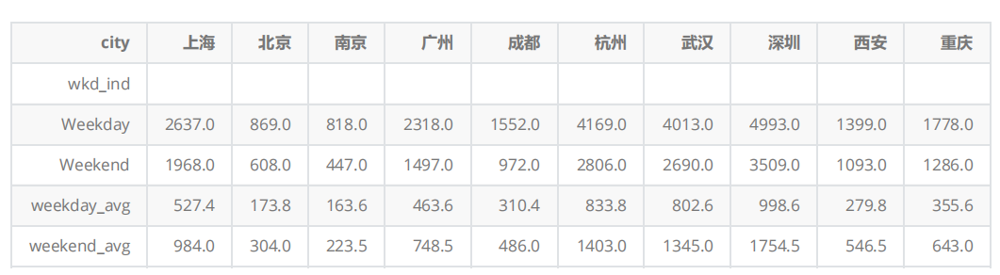 city 上海 北京 南京 广州 成都 杭州 武汉 深圳 西安 重庆
wkd_ind
Weekday 2637.0 869.0 818.0 2318.0 1552.0 4169.0 4013.0 4993.0 1399.0 1778.0
Weekend 1968.0 608.0 447.0 1497.0 972.0 2806.0 2690.0 3509.0 1093.0 1286.0
weekday_avg 527.4 173.8 163.6 463.6 310.4 833.8 802.6 998.6 279.8 355.6
weekend_avg 984.0 304.0 223.5 748.5 486.0 1403.0 1345.0 1754.5 546.5 643.0